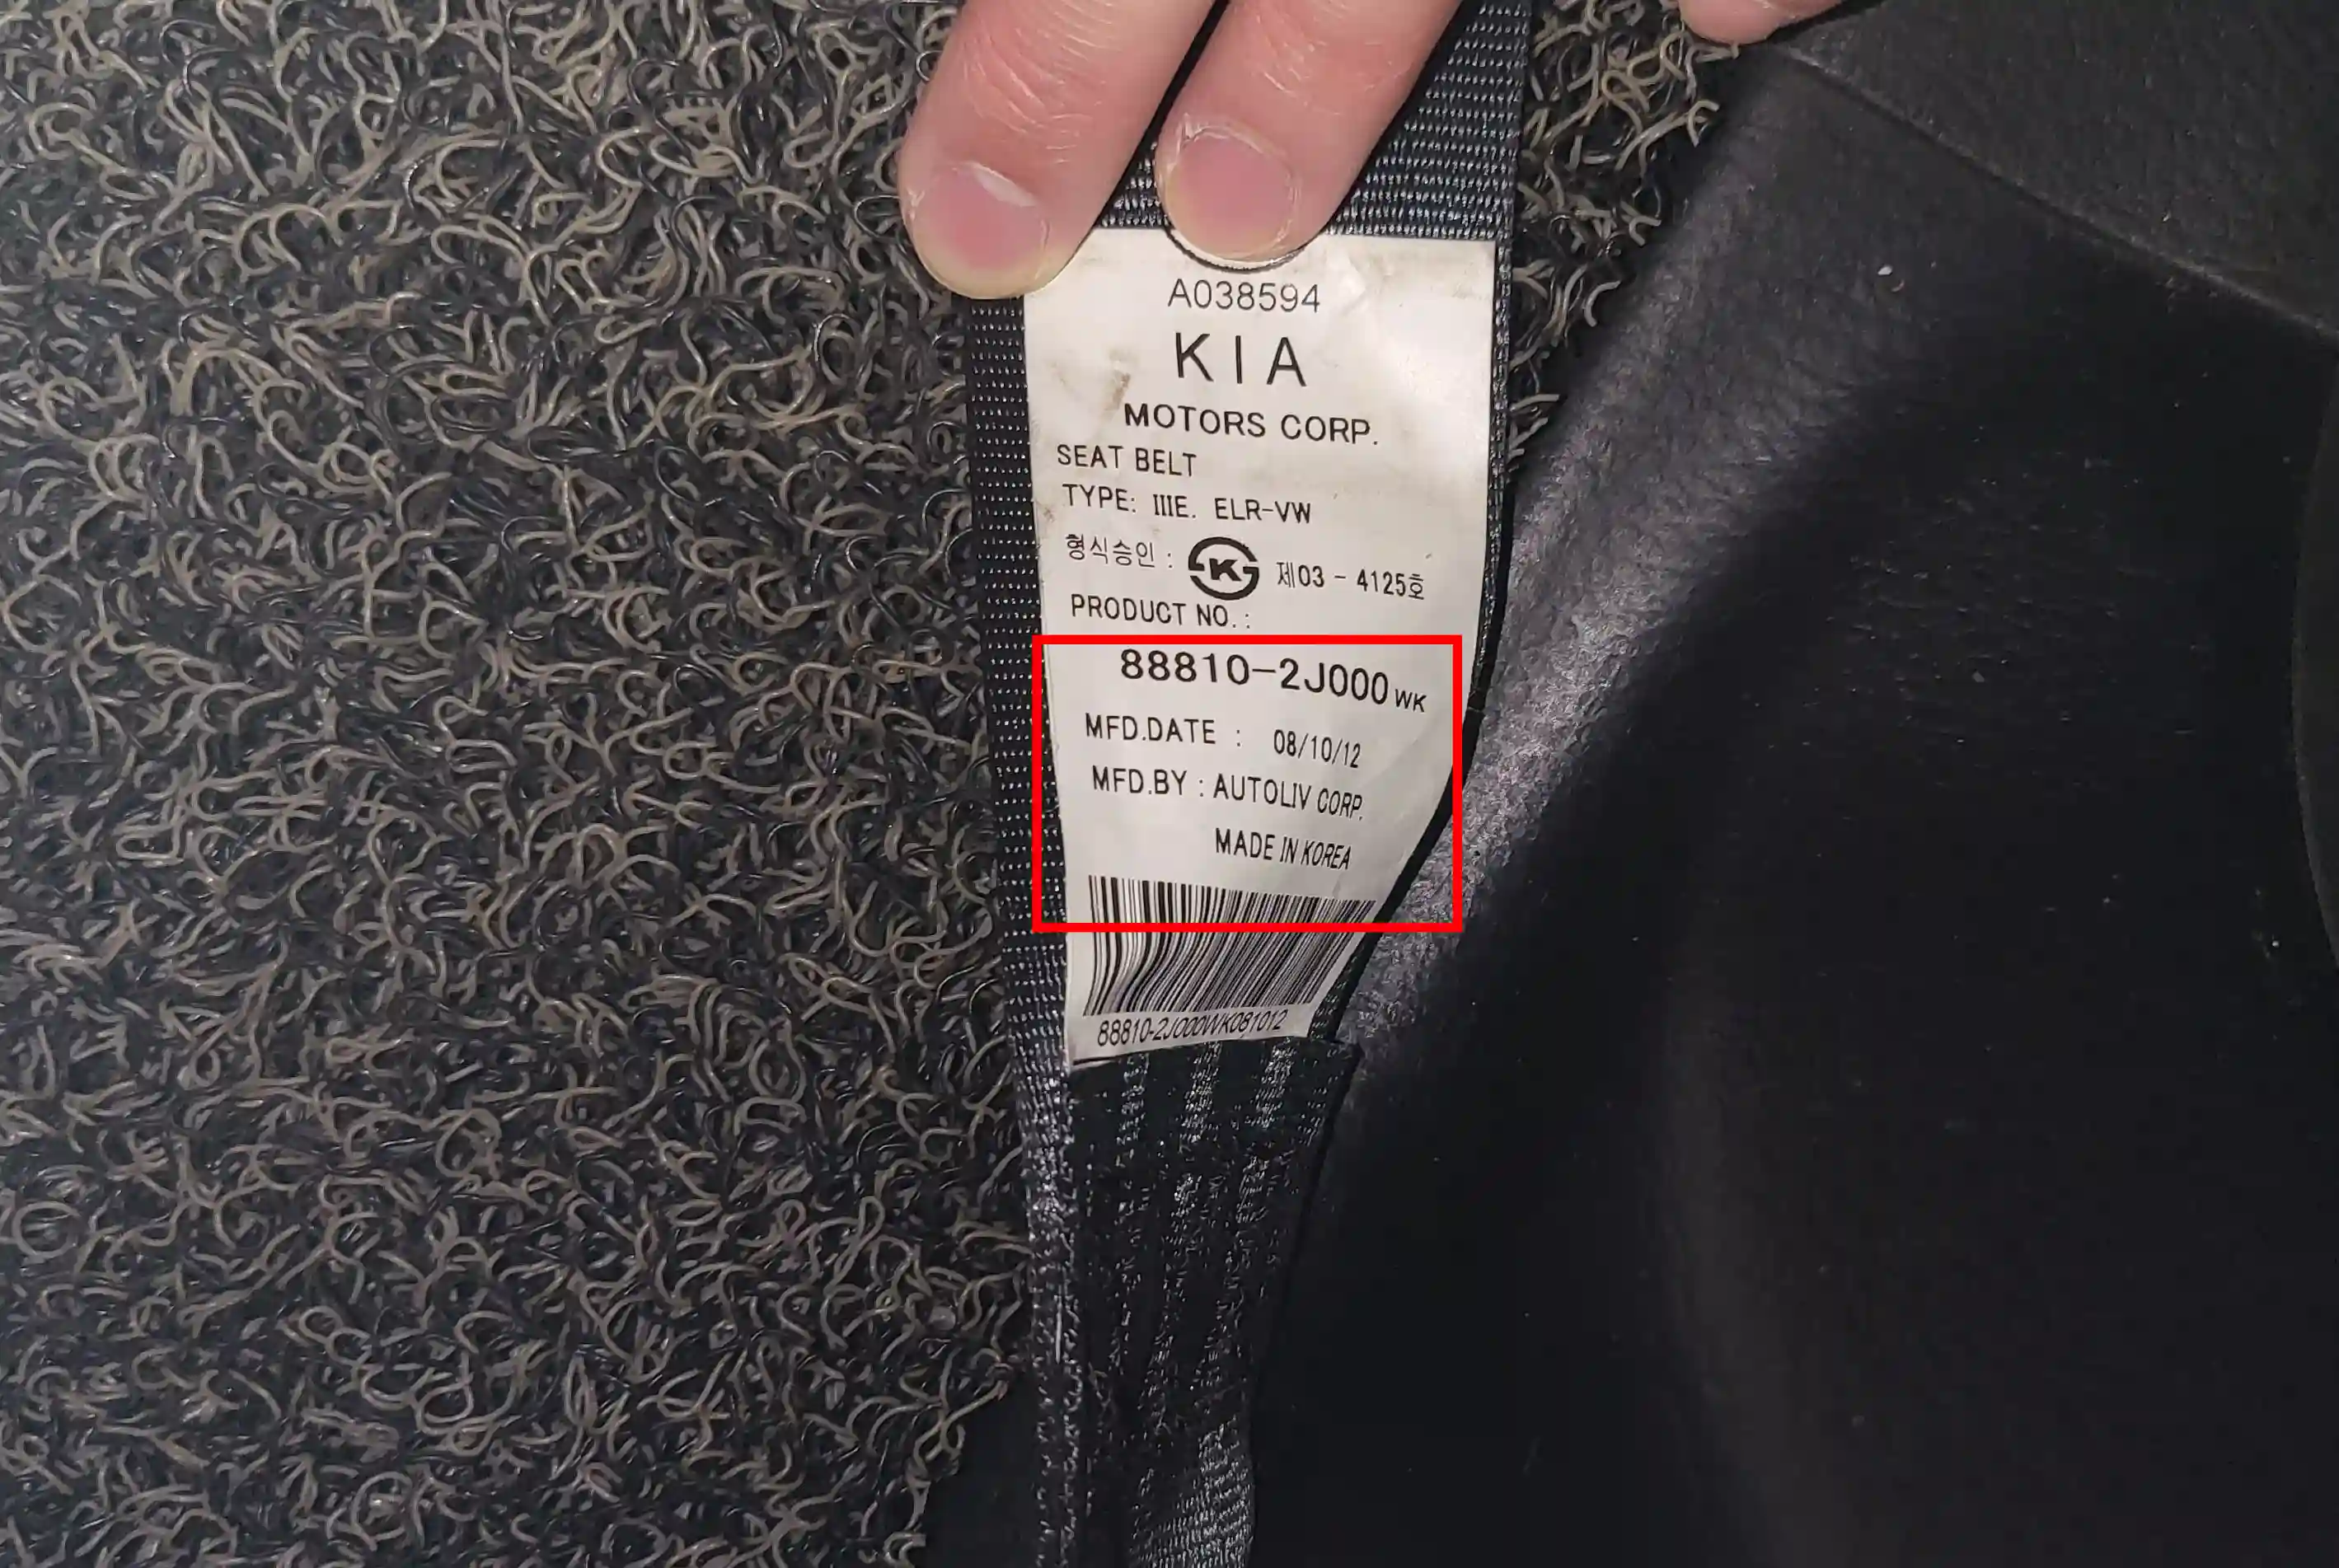 A038594
KIA
MOTORS CORP.
SEAT BELT
TYPE: IIIE. ELR-VW
형식승인 : K 제03 - 4125호
PRODUCT NO. :
88810-2J000 WK
MFD.DATE : 08/10/12
MFD.BY : AUTOLIV CORP.
MADE IN KOREA
88810-2J000WK081012